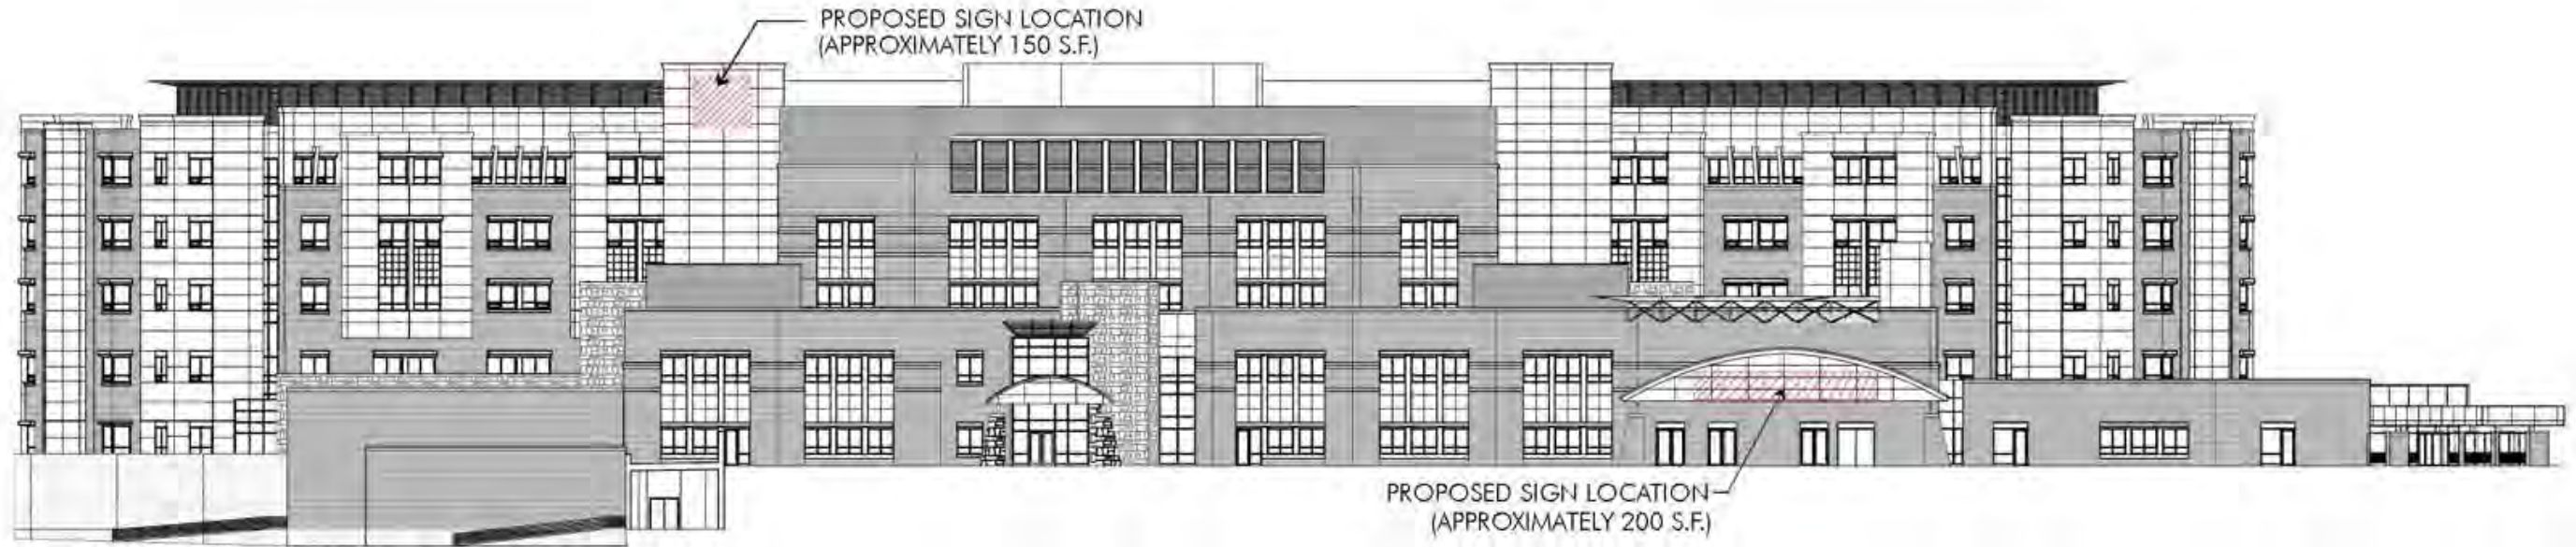 PROPOSED SIGN LOCATION
(APPROXIMATELY 150 S.F.)
PROPOSED SIGN LOCATION
(APPROXIMATELY 200 S.F.)